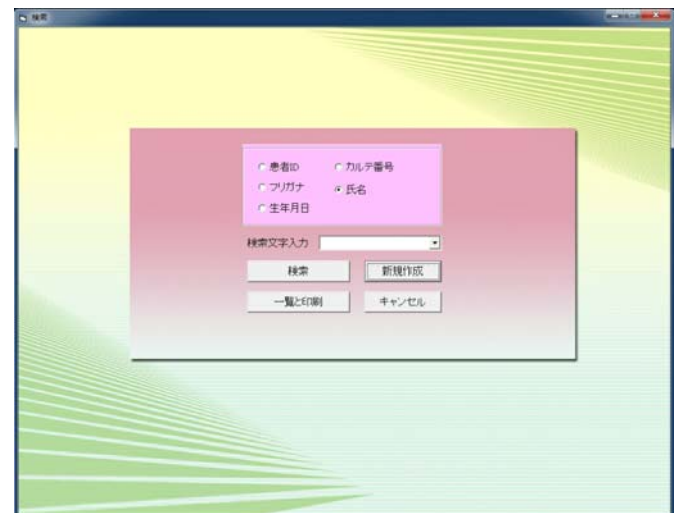 検索
患者ID カルテ番号
フリガナ 氏名
生年月日
検索文字入力
検索 新規作成
一覧と印刷 キャンセル